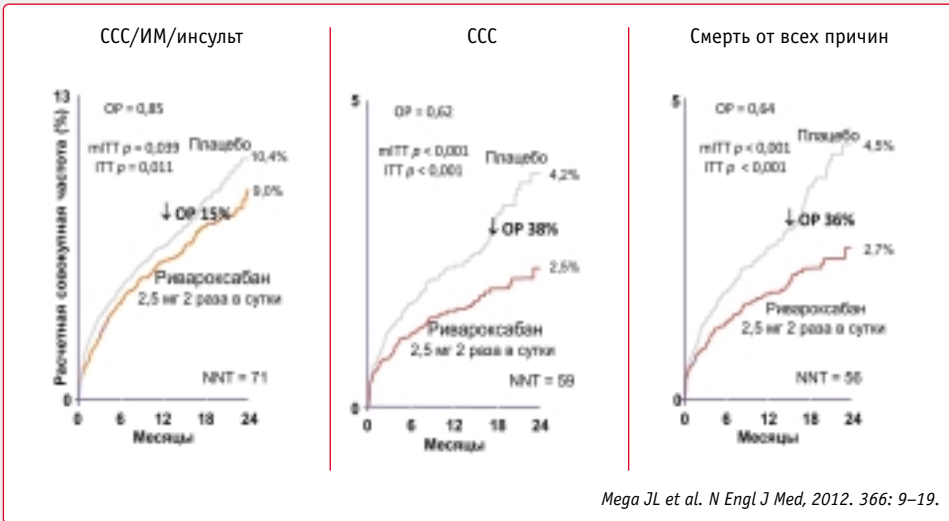 ССС/ИМ/инсульт
Расчетная совокупная частота (%)
13
0
ОР = 0,85
mITT p = 0,039
ITT p = 0,011
Плацебо
10,4%
9,0%
↓ ОР 15%
Ривароксабан
2,5 мг 2 раза в сутки
NNT = 71
0 6 12 18 24
Месяцы
ССС
5
0
ОР = 0,62
mITT p < 0,001
ITT p < 0,001
Плацебо
4,2%
↓ ОР 38%
2,5%
Ривароксабан
2,5 мг 2 раза в сутки
NNT = 59
0 6 12 18 24
Месяцы
Смерть от всех причин
5
0
ОР = 0,64
mITT p < 0,001
ITT p < 0,001
Плацебо
4,5%
↓ ОР 36%
2,7%
Ривароксабан
2,5 мг 2 раза в сутки
NNT = 56
0 6 12 18 24
Месяцы
Mega JL et al. N Engl J Med, 2012. 366: 9–19.